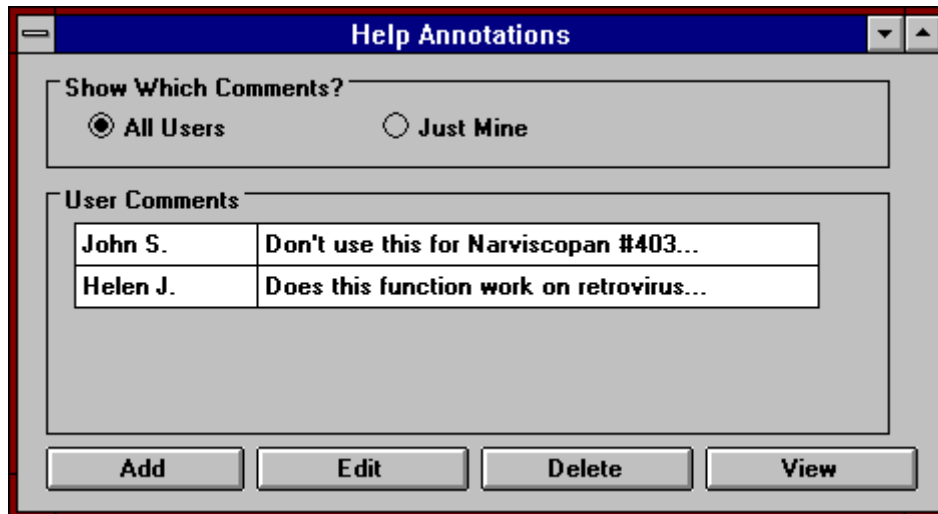 Help Annotations
Show Which Comments?
All Users Just Mine
User Comments
John S. Don't use this for Narviscopan #403...
Helen J. Does this function work on retrovirus...
Add Edit Delete View